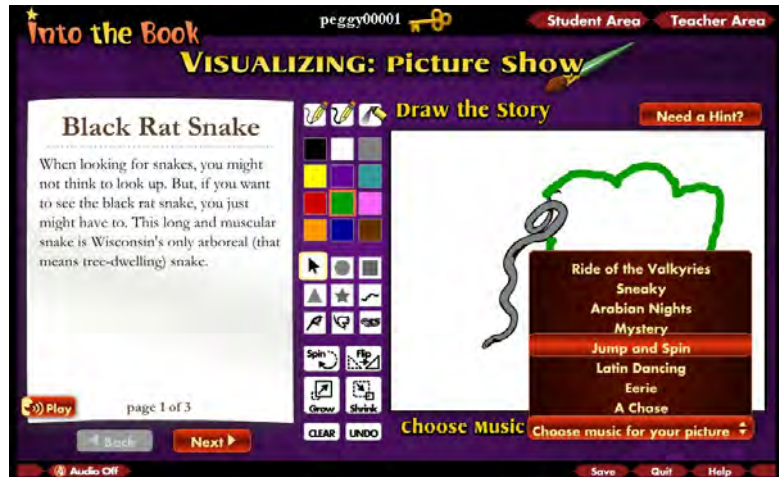 peggy00001
Student Area
Teacher Area
Into the Book
VISUALIZING: Picture Show
Black Rat Snake
When looking for snakes, you might
not think to look up. But, if you want
to see the black rat snake, you just
might have to. This long and muscular
snake is Wisconsin's only arboreal (that
means tree-dwelling) snake.
Play
page 1 of 3
Back
Next
Audio Off
Draw the Story
Need a Hint?
Spin
Flip
Grow
Shrink
CLEAR
UNDO
Ride of the Valkyries
Sneaky
Arabian Nights
Mystery
Jump and Spin
Latin Dancing
Eerie
A Chase
Choose Music
Choose music for your picture
Save
Quit
Help